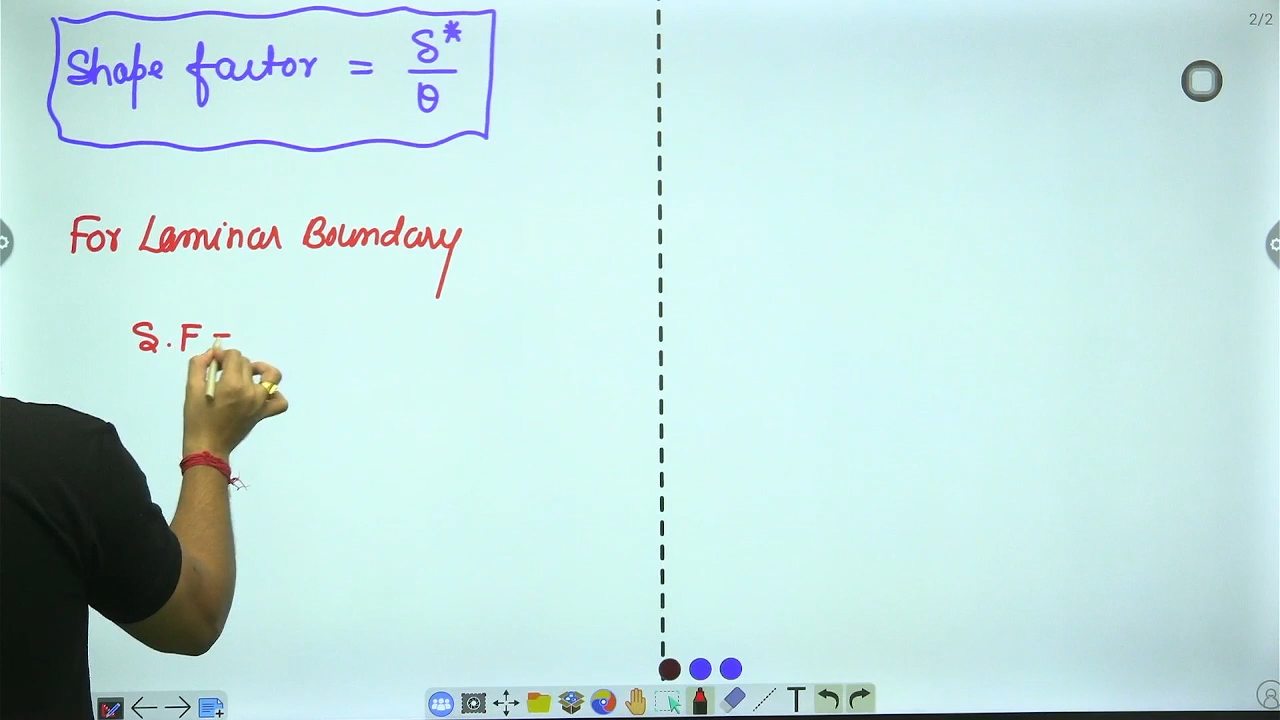 Shape factor = δ*/θ
2/2
For Laminar Boundary
S.F =
T